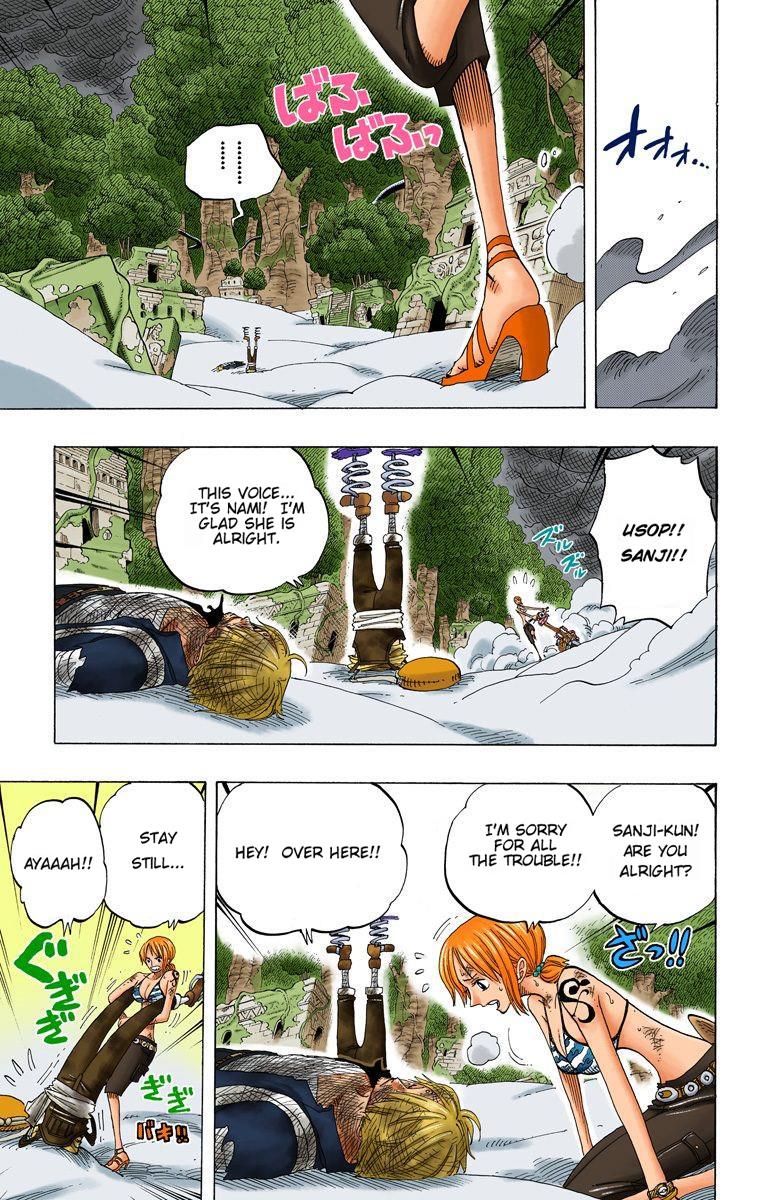 オオォ...
ばふ
ばふっ
USOP!!
SANJI!!
ズル
ズル
THIS VOICE...
IT'S NAMI! I'M
GLAD SHE IS
ALRIGHT.
SANJI-KUN!
ARE YOU
ALRIGHT?
I'M SORRY
FOR ALL
THE TROUBLE!!
ざっ!!
HEY! OVER HERE!!
STAY
STILL...
AYAAAH!!
ぐぎぎ
ぎぎ
バキ!!